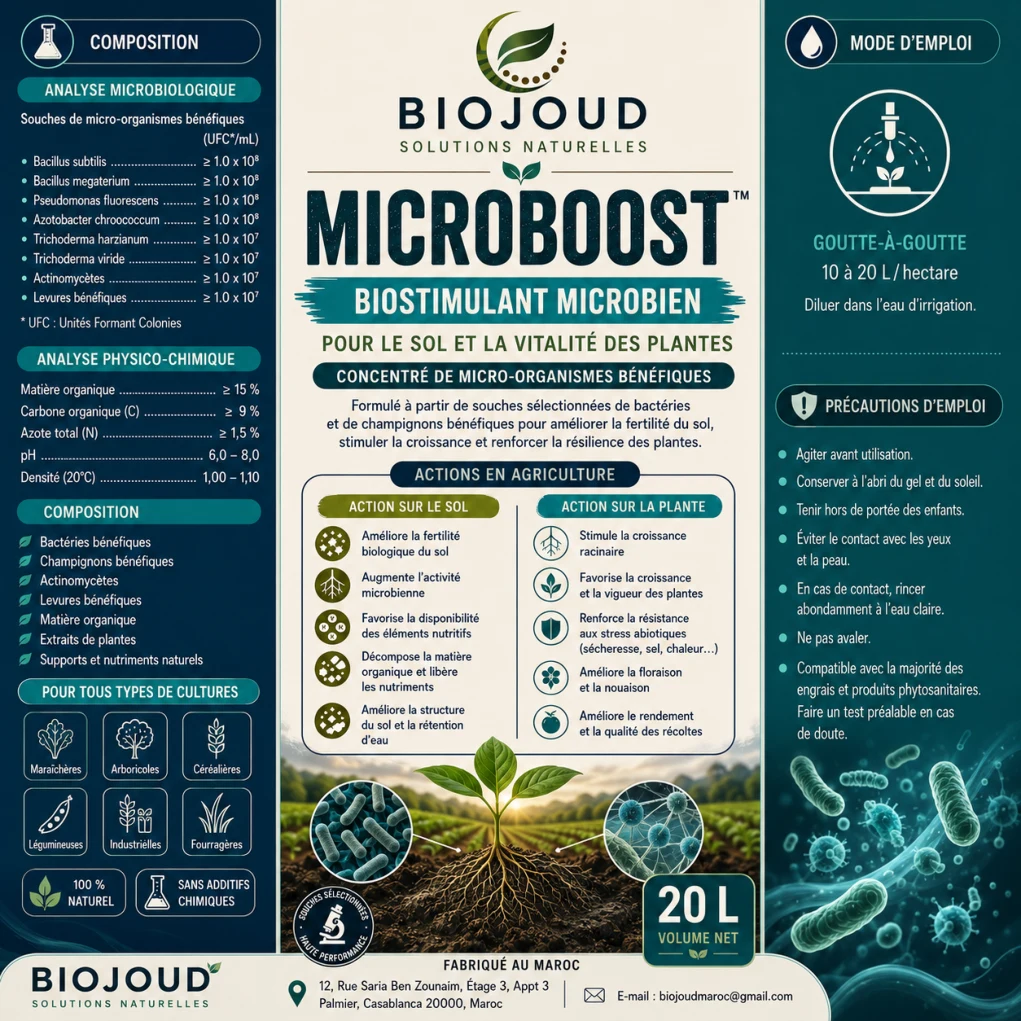 COMPOSITION
ANALYSE MICROBIOLOGIQUE
Souches de micro-organismes bénéfiques
(UFC*/mL)
• Bacillus subtilis ........................ ≥ 1.0 x 10⁸
• Bacillus megaterium .................. ≥ 1.0 x 10⁸
• Pseudomonas fluorescens ......... ≥ 1.0 x 10⁸
• Azotobacter chroococcum ......... ≥ 1.0 x 10⁸
• Trichoderma harzianum ............. ≥ 1.0 x 10⁷
• Trichoderma viride .................... ≥ 1.0 x 10⁷
• Actinomycètes .......................... ≥ 1.0 x 10⁷
• Levures bénéfiques ................... ≥ 1.0 x 10⁷
* UFC : Unités Formant Colonies
ANALYSE PHYSICO-CHIMIQUE
Matière organique ........................ ≥ 15 %
Carbone organique (C) .................. ≥ 9 %
Azote total (N) ............................ ≥ 1,5 %
pH ........................................ 6,0 – 8,0
Densité (20°C) ........................ 1,00 – 1,10
COMPOSITION
Bactéries bénéfiques
Champignons bénéfiques
Actinomycètes
Levures bénéfiques
Matière organique
Extraits de plantes
Supports et nutriments naturels
POUR TOUS TYPES DE CULTURES
Maraîchères Arboricoles Céréalières
Légumineuses Industriélles Fourragères
100 %
NATUREL
SANS ADDITIFS
CHIMIQUES
BIOJOUD
SOLUTIONS NATURELLES
MICROBOOST™
BIOSTIMULANT MICROBIEN
POUR LE SOL ET LA VITALITÉ DES PLANTES
CONCENTRÉ DE MICRO-ORGANISMES BÉNÉFIQUES
Formulé à partir de souches sélectionnées de bactéries
et de champignons bénéfiques pour améliorer la fertilité du sol,
stimuler la croissance et renforcer la résilience des plantes.
ACTIONS EN AGRICULTURE
ACTION SUR LE SOL
Améliore la fertilité
biologique du sol
Augmente l'activité
microbienne
Favorise la disponibilité
des éléments nutritifs
Décompose la matière
organique et libère
les nutriments
Améliore la structure
du sol et la rétention
d'eau
ACTION SUR LA PLANTE
Stimule la croissance
racinaire
Favorise la croissance
et la vigueur des plantes
Renforce la résistance
aux stress abiotiques
(sécheresse, sel, chaleur...)
Améliore la floraison
et la nouaison
Améliore le rendement
et la qualité des récoltes
SOUCHES SÉLECTIONNÉES
HAUTE PERFORMANCE
20 L
VOLUME NET
MODE D'EMPLOI
GOUTTE-À-GOUTTE
10 à 20 L / hectare
Diluer dans l'eau d'irrigation.
PRÉCAUTIONS D'EMPLOI
• Agiter avant utilisation.
• Conserver à l'abri du gel et du soleil.
• Tenir hors de portée des enfants.
• Éviter le contact avec les yeux
et la peau.
• En cas de contact, rincer
abondamment à l'eau claire.
• Ne pas avaler.
• Compatible avec la majorité des
engrais et produits phytosanitaires.
Faire un test préalable en cas
de doute.
BIOJOUD
SOLUTIONS NATURELLES
FABRIQUÉ AU MAROC
12, Rue Saria Ben Zounaim, Étage 3, Appt 3
Palmier, Casablanca 20000, Maroc
E-mail : biojoudmaroc@gmail.com